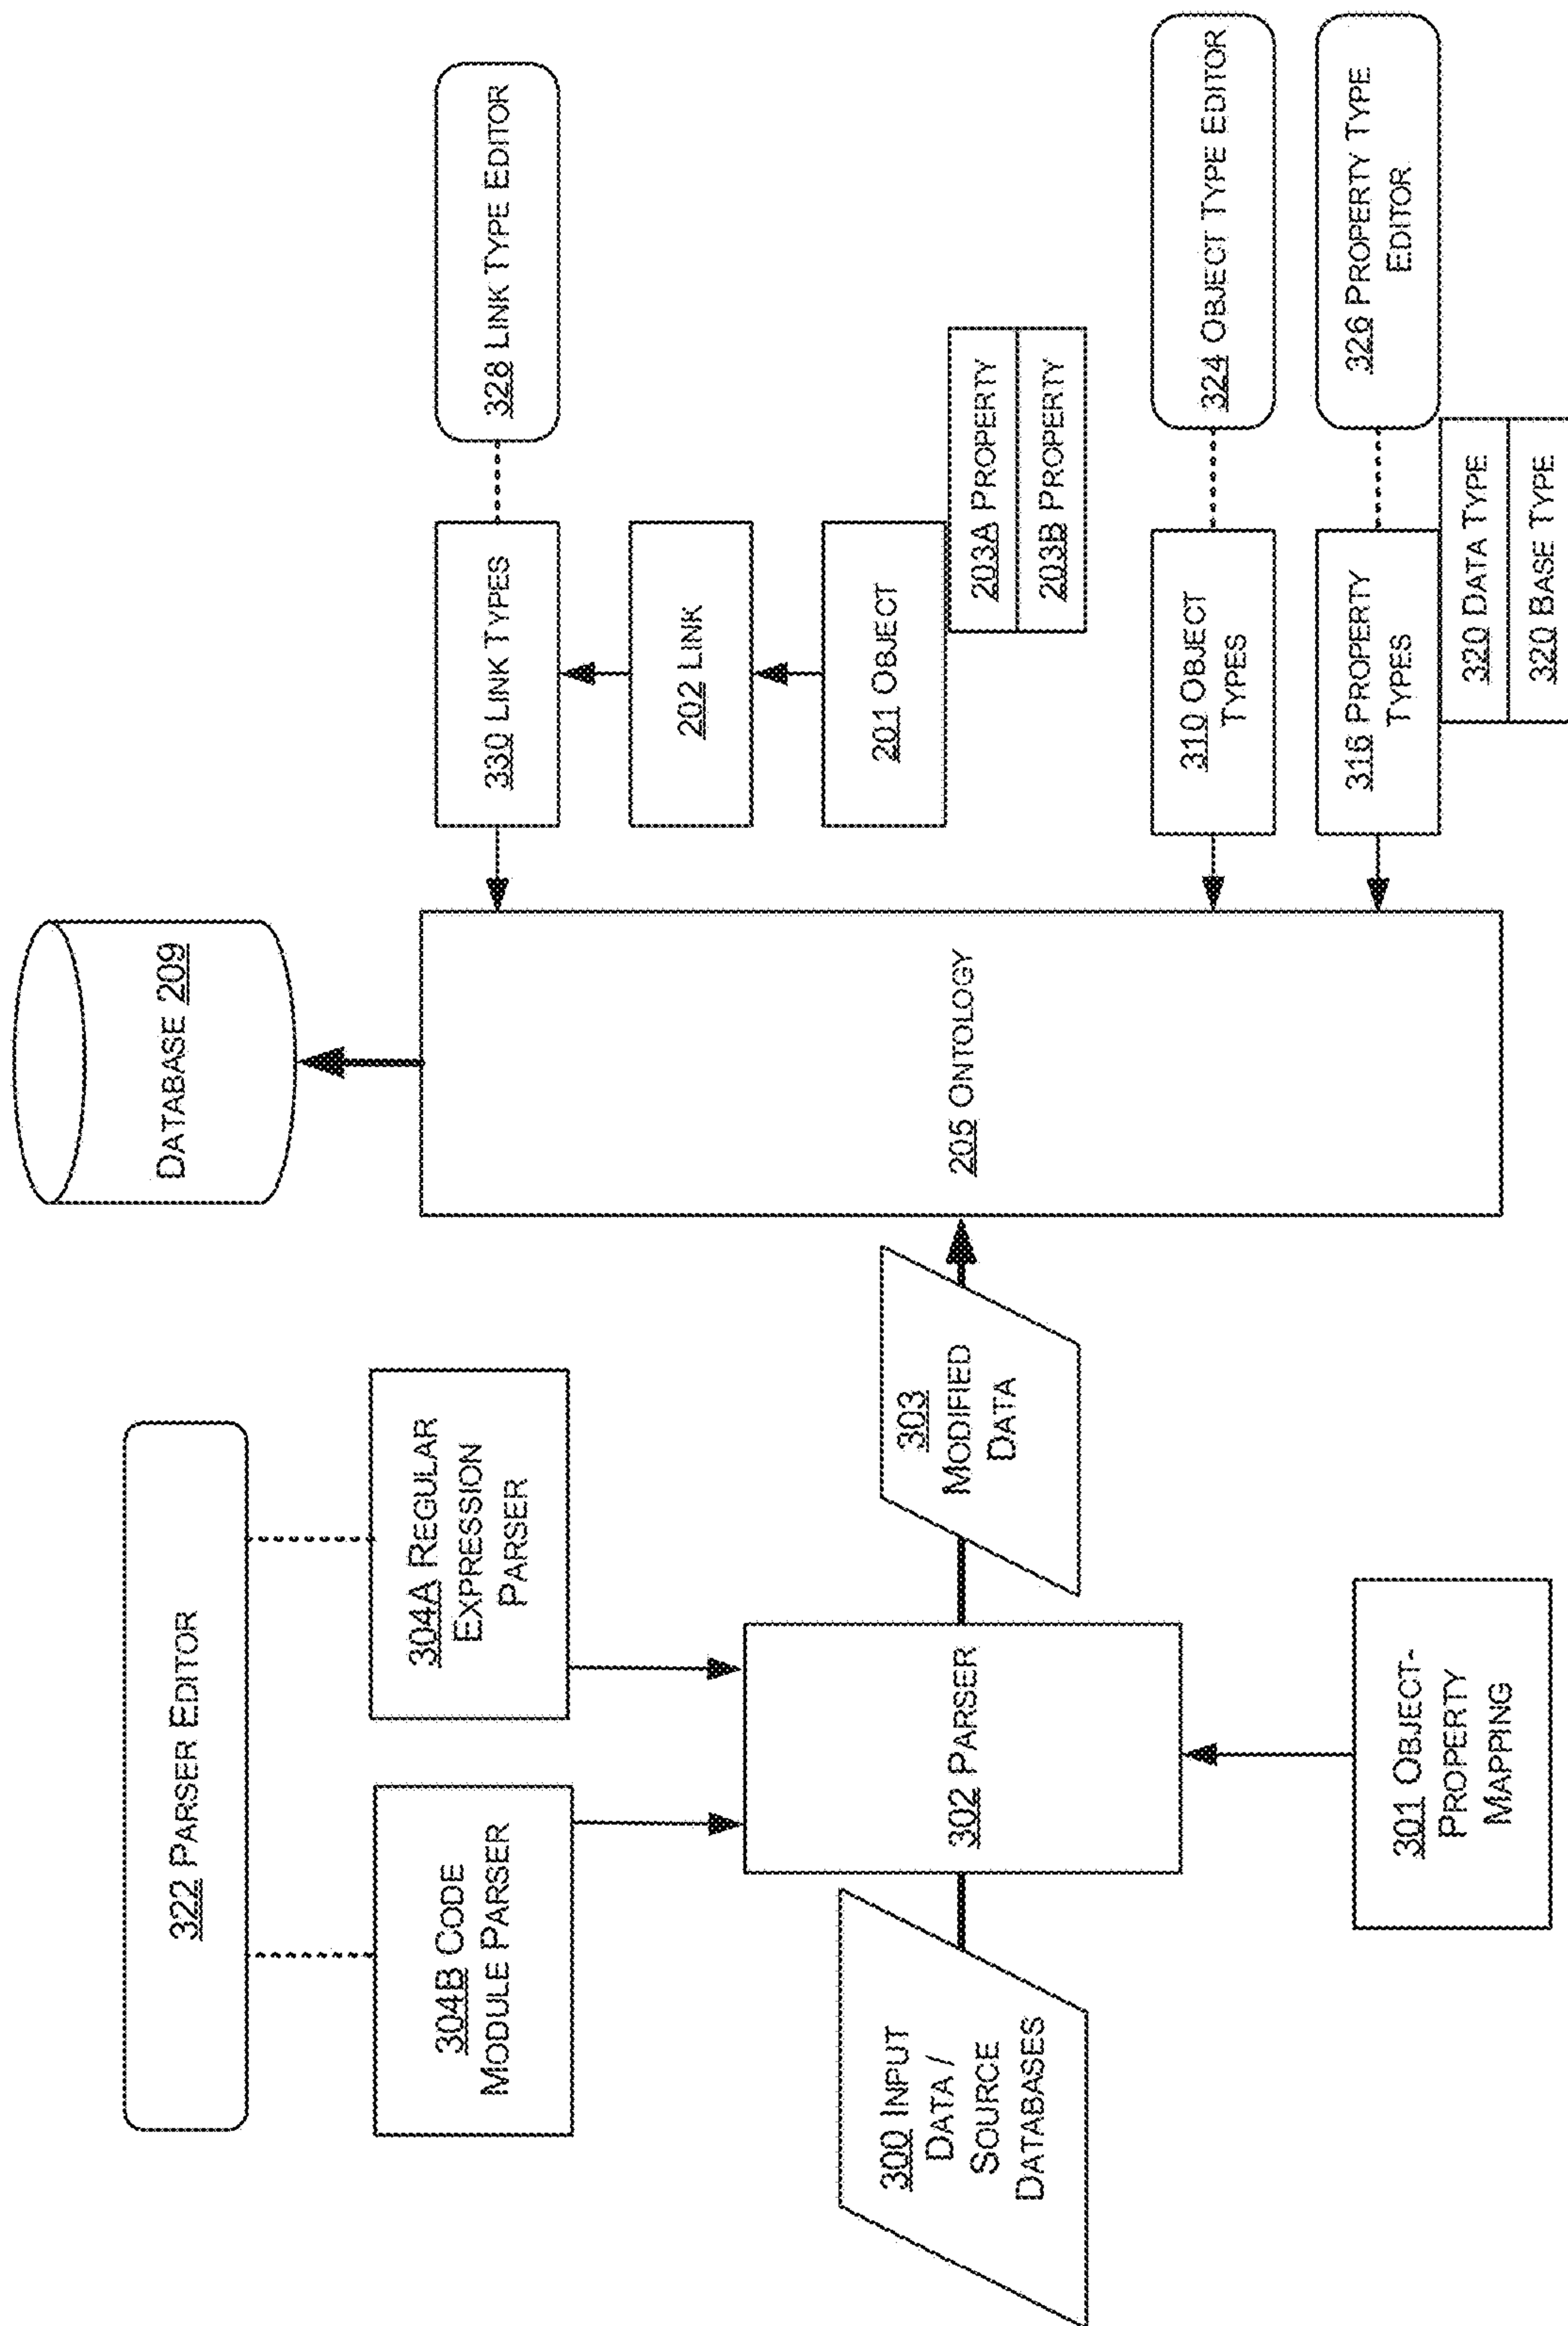 322 PARSER EDITOR
304B CODE
MODULE PARSER
304A REGULAR
EXPRESSION
PARSER
300 INPUT
DATA /
SOURCE
DATABASES
302 PARSER
303
MODIFIED
DATA
301 OBJECT-
PROPERTY
MAPPING
DATABASE 209
205 ONTOLOGY
330 LINK TYPES
328 LINK TYPE EDITOR
202 LINK
201 OBJECT
203A PROPERTY
203B PROPERTY
310 OBJECT
TYPES
324 OBJECT TYPE EDITOR
316 PROPERTY
TYPES
326 PROPERTY TYPE
EDITOR
320 DATA TYPE
320 BASE TYPE